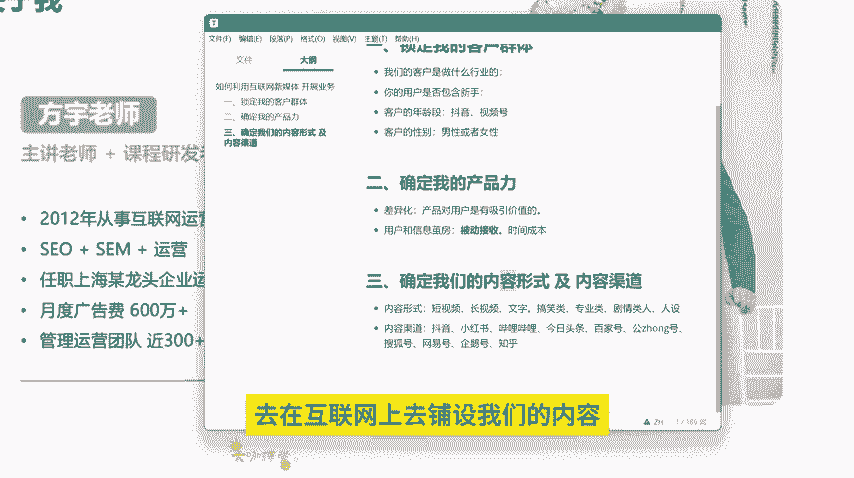 文件(F) 编辑(E) 段落(P) 格式(O) 视图(V) 主题(T) 帮助(H)
文件 大纲
如何利用互联网新媒体 开展业务
一、锁定我的客户群体
二、确定我的产品力
三、确定我们的内容形式 及
内容渠道
一、锁定我的客户群体
我们的客户是做什么行业的；
你的用户是否包含新手；
客户的年龄段：抖音、视频号
客户的性别：男性或者女性
二、确定我的产品力
差异化：产品对用户是有吸引价值的。
用户和信息茧房：被动接收。时间成本
三、确定我们的内容形式 及 内容渠道
内容形式：短视频、长视频、文字。搞笑类、专业类、剧情类人、人设
内容渠道：抖音、小红书、哔哩哔哩、今日头条、百家号、公zhong号、
搜狐号、网易号、企鹅号、知乎
方宇老师
主讲老师 + 课程研发
• 2012年从事互联网运营
• SEO + SEM + 运营
• 任职上海某龙头企业运
• 月度广告费 600万+
• 管理运营团队 近300+
去在互联网上去铺设我们的内容